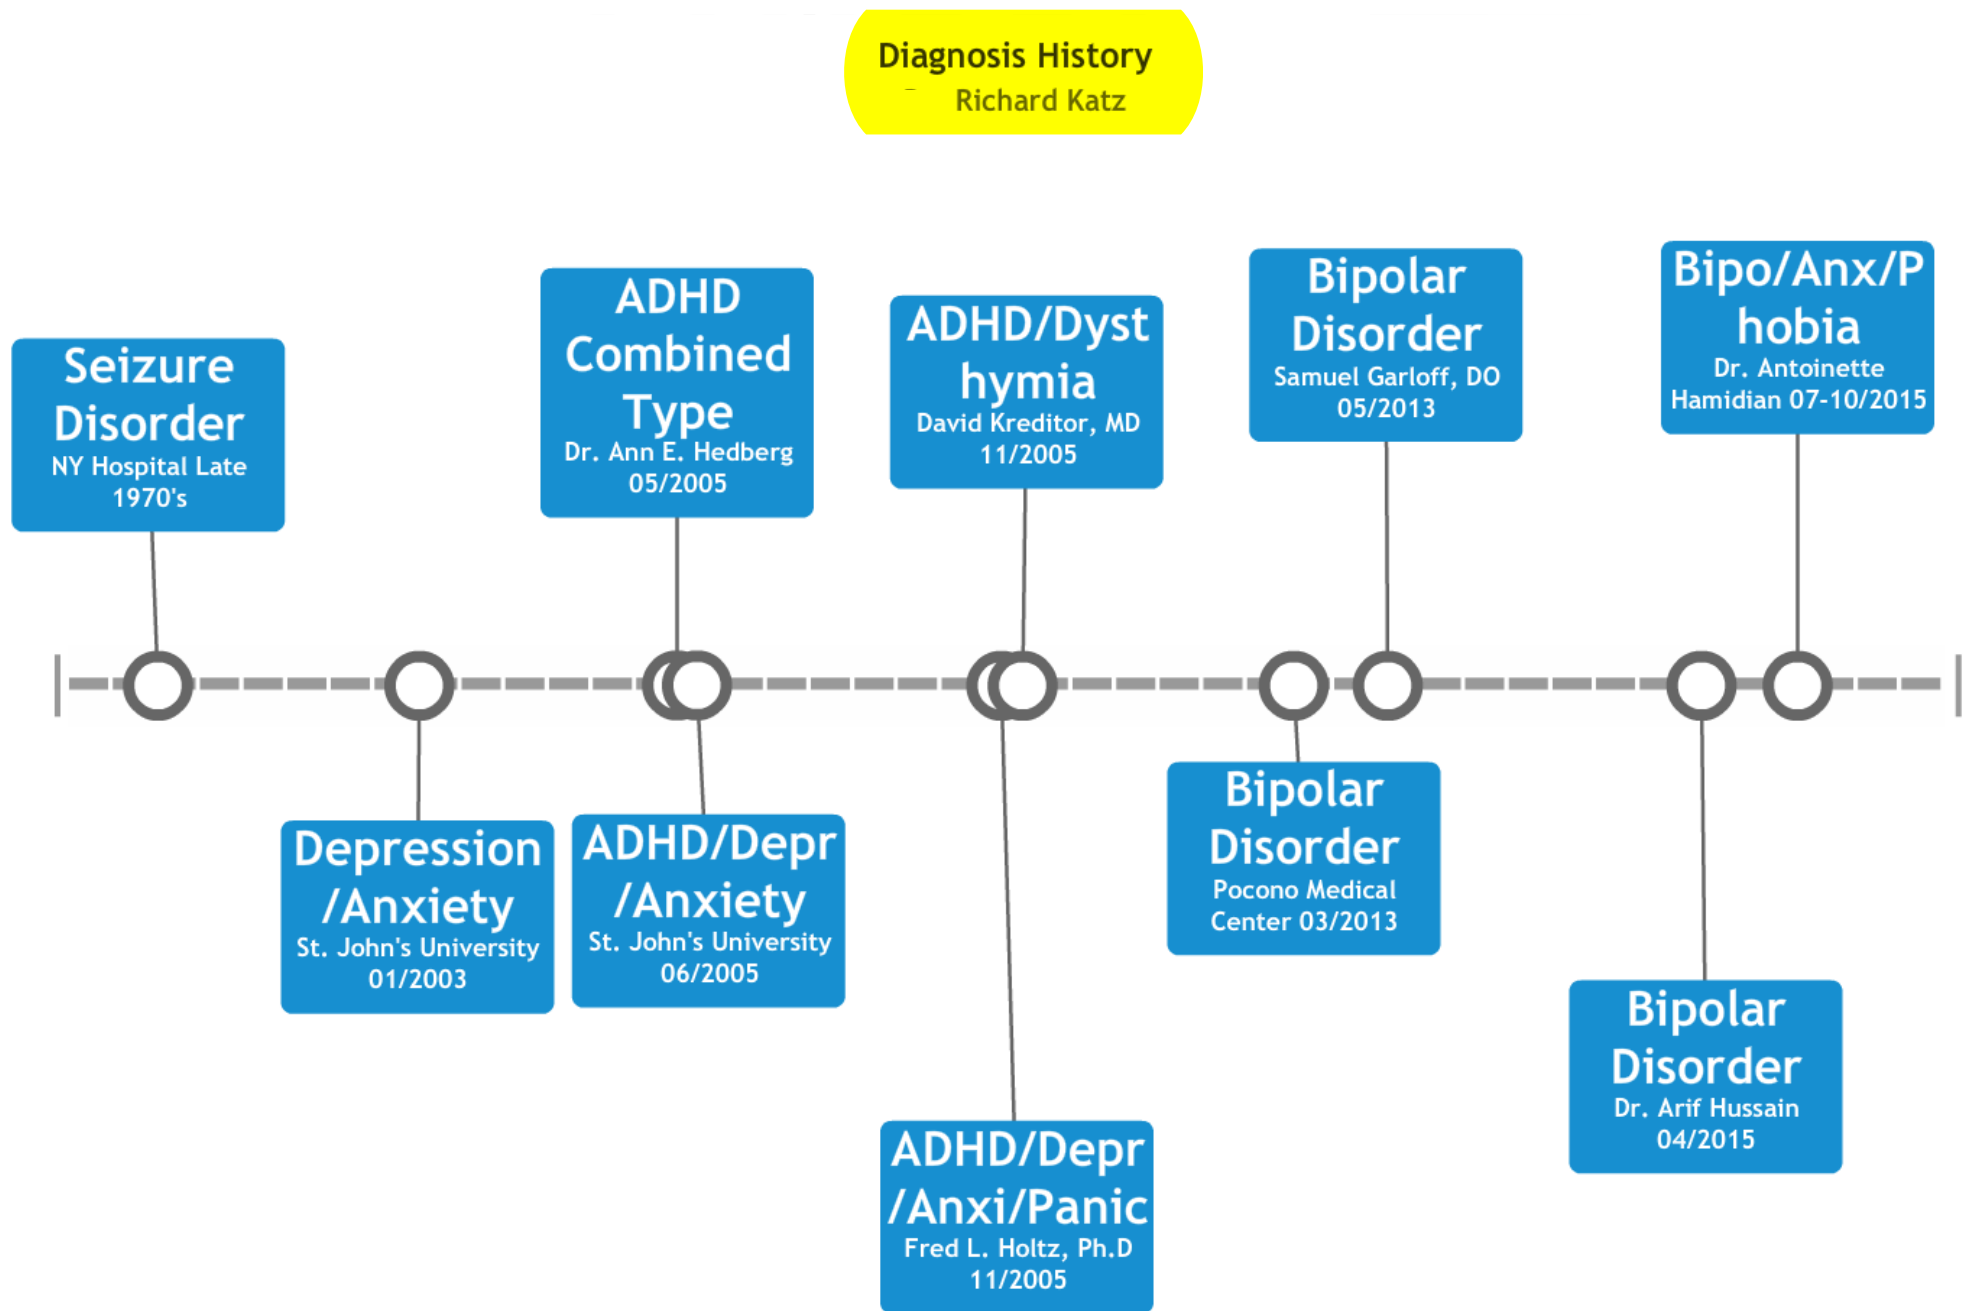 Diagnosis History
Richard Katz
Seizure
Disorder
NY Hospital Late
1970's
Depression
/Anxiety
St. John's University
01/2003
ADHD
Combined
Type
Dr. Ann E. Hedberg
05/2005
ADHD/Depr
/Anxiety
St. John's University
06/2005
ADHD/Depr
/Anxi/Panic
Fred L. Holtz, Ph.D
11/2005
ADHD/Dyst
hymia
David Kreditor, MD
11/2005
Bipolar
Disorder
Pocono Medical
Center 03/2013
Bipolar
Disorder
Samuel Garloff, DO
05/2013
Bipolar
Disorder
Dr. Arif Hussain
04/2015
Bipo/Anx/P
hobia
Dr. Antoinette
Hamidian 07-10/2015